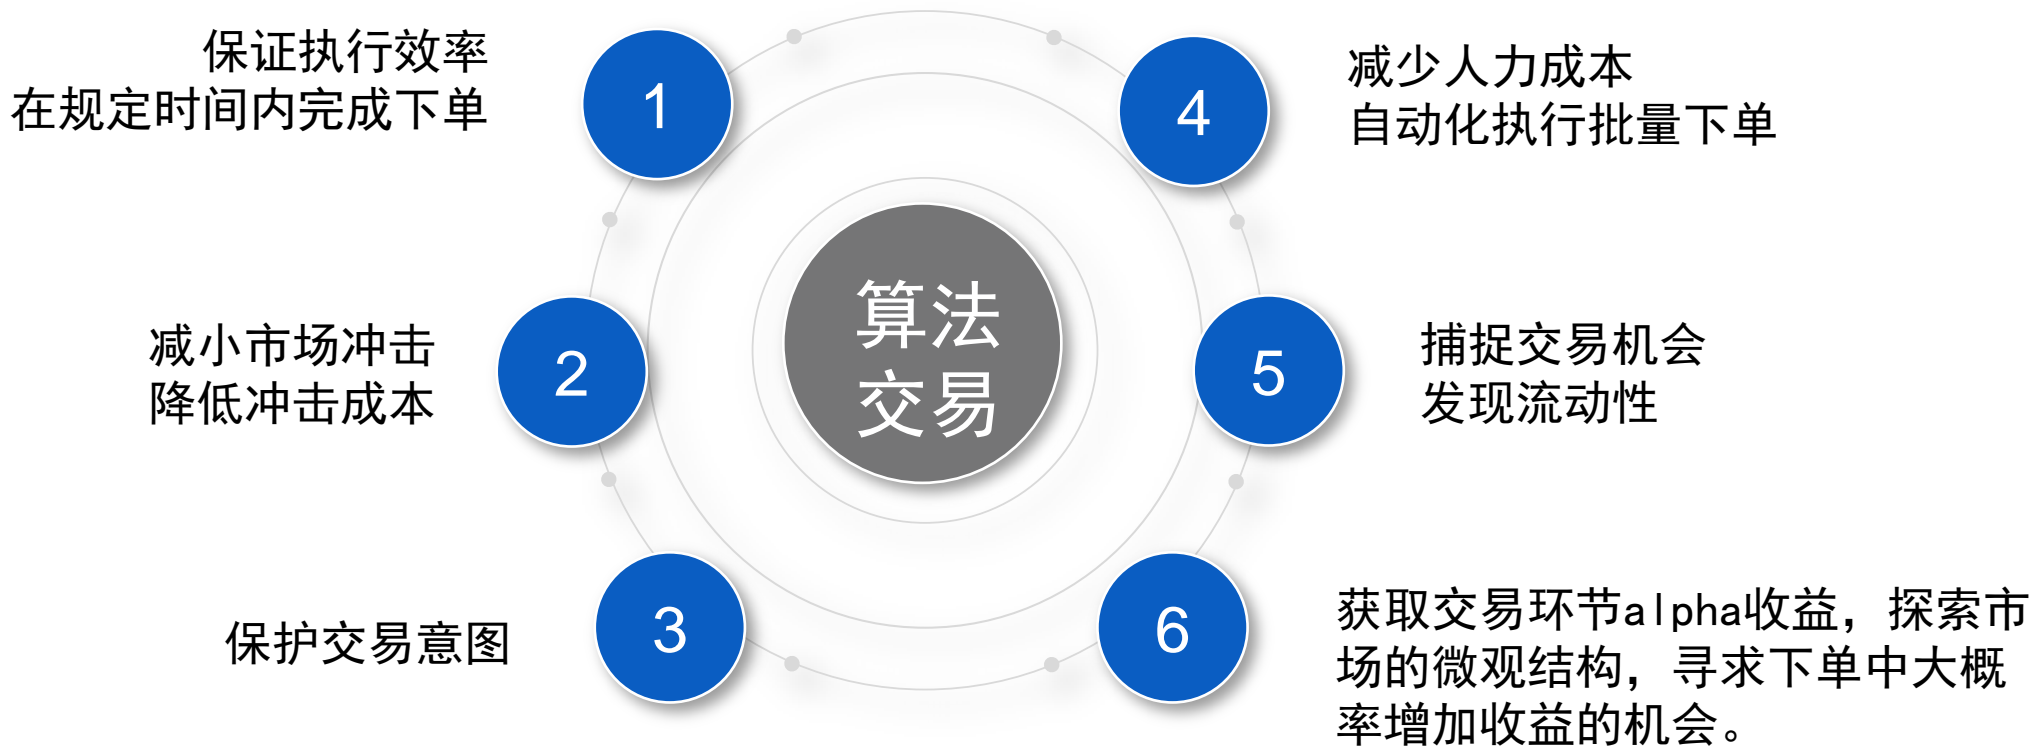 保证执行效率
在规定时间内完成下单
1
减小市场冲击
降低冲击成本
2
保护交易意图
3
算法
交易
4
减少人力成本
自动化执行批量下单
5
捕捉交易机会
发现流动性
6
获取交易环节alpha收益，探索市
场的微观结构，寻求下单中大概
率增加收益的机会。